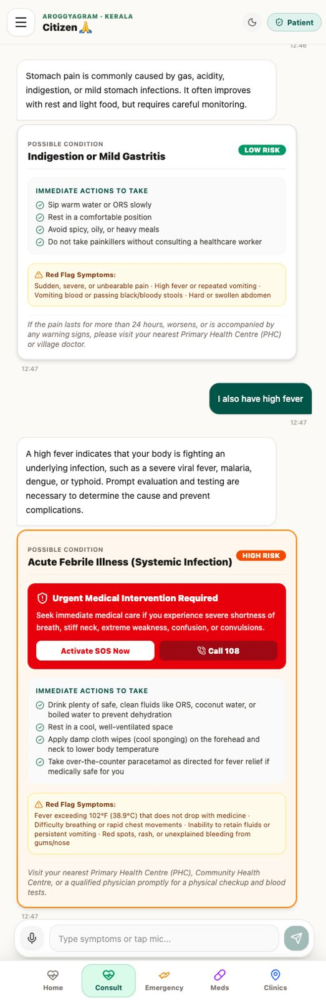 AROGGYAGRAM · KERALA
Citizen 🙏
Patient
12:46
Stomach pain is commonly caused by gas, acidity,
indigestion, or mild stomach infections. It often improves
with rest and light food, but requires careful monitoring.
POSSIBLE CONDITION
Indigestion or Mild Gastritis
LOW RISK
IMMEDIATE ACTIONS TO TAKE
Sip warm water or ORS slowly
Rest in a comfortable position
Avoid spicy, oily, or heavy meals
Do not take painkillers without consulting a healthcare worker
Red Flag Symptoms:
Sudden, severe, or unbearable pain · High fever or repeated vomiting ·
Vomiting blood or passing black/bloody stools · Hard or swollen abdomen
If the pain lasts for more than 24 hours, worsens, or is accompanied by
any warning signs, please visit your nearest Primary Health Centre (PHC)
or village doctor.
12:47
I also have high fever
12:47
A high fever indicates that your body is fighting an
underlying infection, such as a severe viral fever, malaria,
dengue, or typhoid. Prompt evaluation and testing are
necessary to determine the cause and prevent
complications.
POSSIBLE CONDITION
Acute Febrile Illness (Systemic Infection)
HIGH RISK
Urgent Medical Intervention Required
Seek immediate medical care if you experience severe shortness of
breath, stiff neck, extreme weakness, confusion, or convulsions.
Activate SOS Now
Call 108
IMMEDIATE ACTIONS TO TAKE
Drink plenty of safe, clean fluids like ORS, coconut water, or
boiled water to prevent dehydration
Rest in a cool, well-ventilated space
Apply damp cloth wipes (cool sponging) on the forehead and
neck to lower body temperature
Take over-the-counter paracetamol as directed for fever relief if
medically safe for you
Red Flag Symptoms:
Fever exceeding 102°F (38.9°C) that does not drop with medicine ·
Difficulty breathing or rapid chest movements · Inability to retain fluids or
persistent vomiting · Red spots, rash, or unexplained bleeding from
gums/nose
Visit your nearest Primary Health Centre (PHC), Community Health
Centre, or a qualified physician promptly for a physical checkup and blood
tests.
12:47
Type symptoms or tap mic...
Home
Consult
Emergency
Meds
Clinics